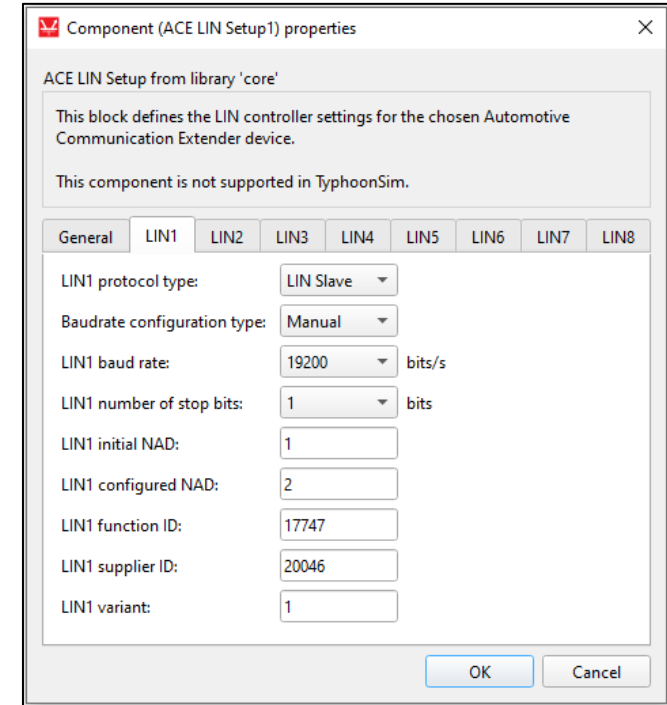 Component (ACE LIN Setup1) properties
ACE LIN Setup from library 'core'
This block defines the LIN controller settings for the chosen Automotive
Communication Extender device.
This component is not supported in TyphoonSim.
General LIN1 LIN2 LIN3 LIN4 LIN5 LIN6 LIN7 LIN8
LIN1 protocol type: LIN Slave
Baudrate configuration type: Manual
LIN1 baud rate: 19200 bits/s
LIN1 number of stop bits: 1 bits
LIN1 initial NAD: 1
LIN1 configured NAD: 2
LIN1 function ID: 17747
LIN1 supplier ID: 20046
LIN1 variant: 1
OK Cancel